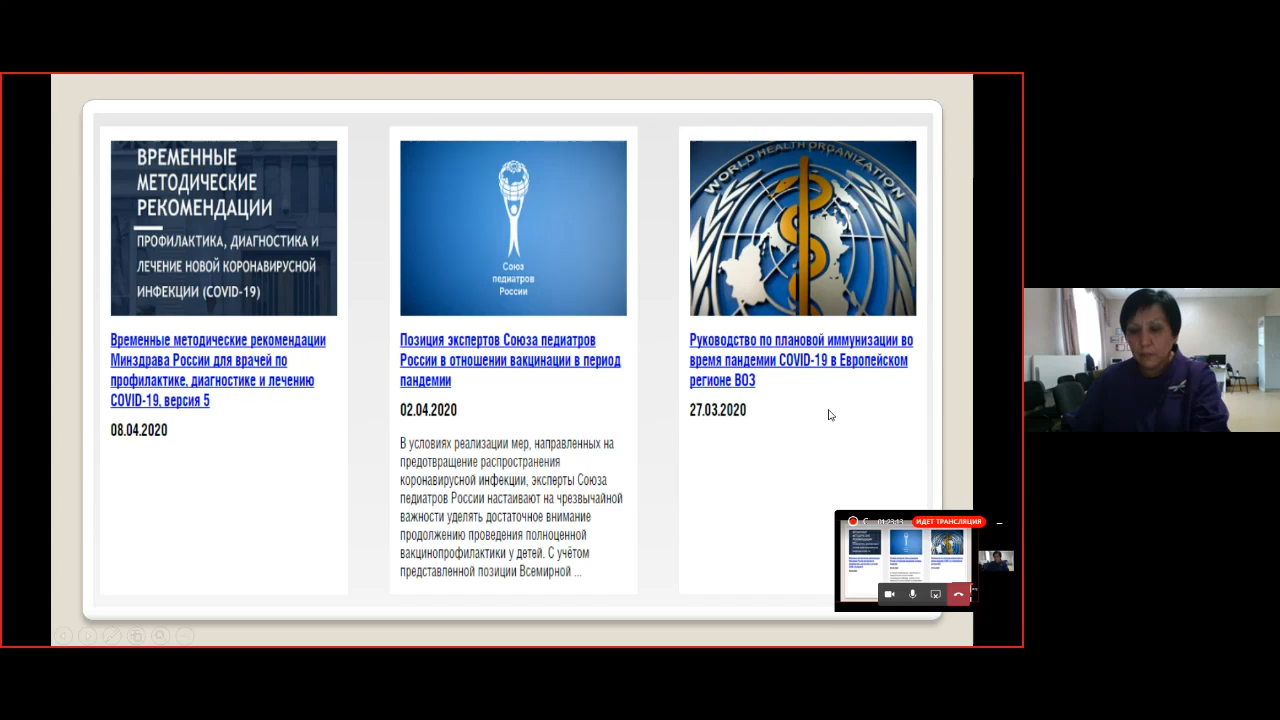 ВРЕМЕННЫЕ
МЕТОДИЧЕСКИЕ
РЕКОМЕНДАЦИИ
ПРОФИЛАКТИКА, ДИАГНОСТИКА И
ЛЕЧЕНИЕ НОВОЙ КОРОНАВИРУСНОЙ
ИНФЕКЦИИ (COVID-19)
Временные методические рекомендации
Минздрава России для врачей по
профилактике, диагностике и лечению
COVID-19, версия 5
08.04.2020
Союз
педиатров
России
Позиция экспертов Союза педиатров
России в отношении вакцинации в период
пандемии
02.04.2020
В условиях реализации мер, направленных на
предотвращение распространения
коронавирусной инфекции, эксперты Союза
педиатров России настаивают на чрезвычайной
важности уделять достаточное внимание
продолжению проведения полноценной
вакцинопрофилактики у детей. С учётом
представленной позиции Всемирной ...
WORLD HEALTH ORGANIZATION
Руководство по плановой иммунизации во
время пандемии COVID-19 в Европейском
регионе ВОЗ
27.03.2020
01:23:13 ИДЕТ ТРАНСЛЯЦИЯ